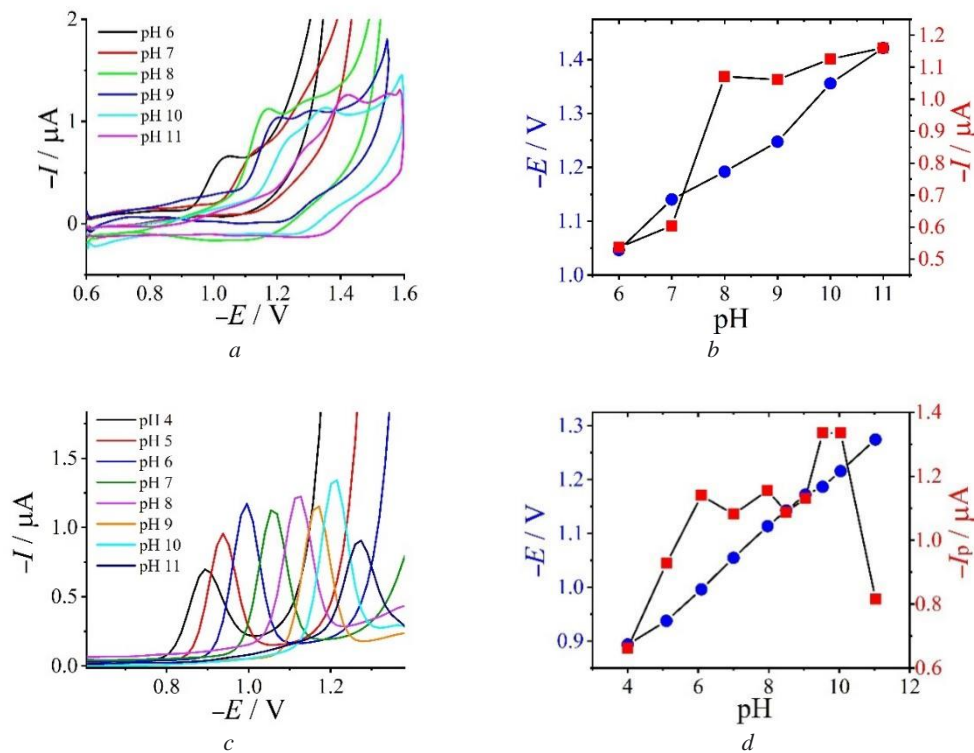 2
1
0
–I / µA
pH 6
pH 7
pH 8
pH 9
pH 10
pH 11
0.6 0.8 1.0 1.2 1.4 1.6
–E / V
a
1.4
1.3
1.2
1.1
1.0
–E / V
1.2
1.1
1.0
0.9
0.8
0.7
0.6
0.5
–I / µA
6 7 8 9 10 11
pH
b
1.5
1.0
0.5
0.0
–I / µA
pH 4
pH 5
pH 6
pH 7
pH 8
pH 9
pH 10
pH 11
0.8 1.0 1.2
–E / V
c
1.3
1.2
1.1
1.0
0.9
–E / V
1.4
1.2
1.0
0.8
0.6
–Ip / µA
4 6 8 10 12
pH
d